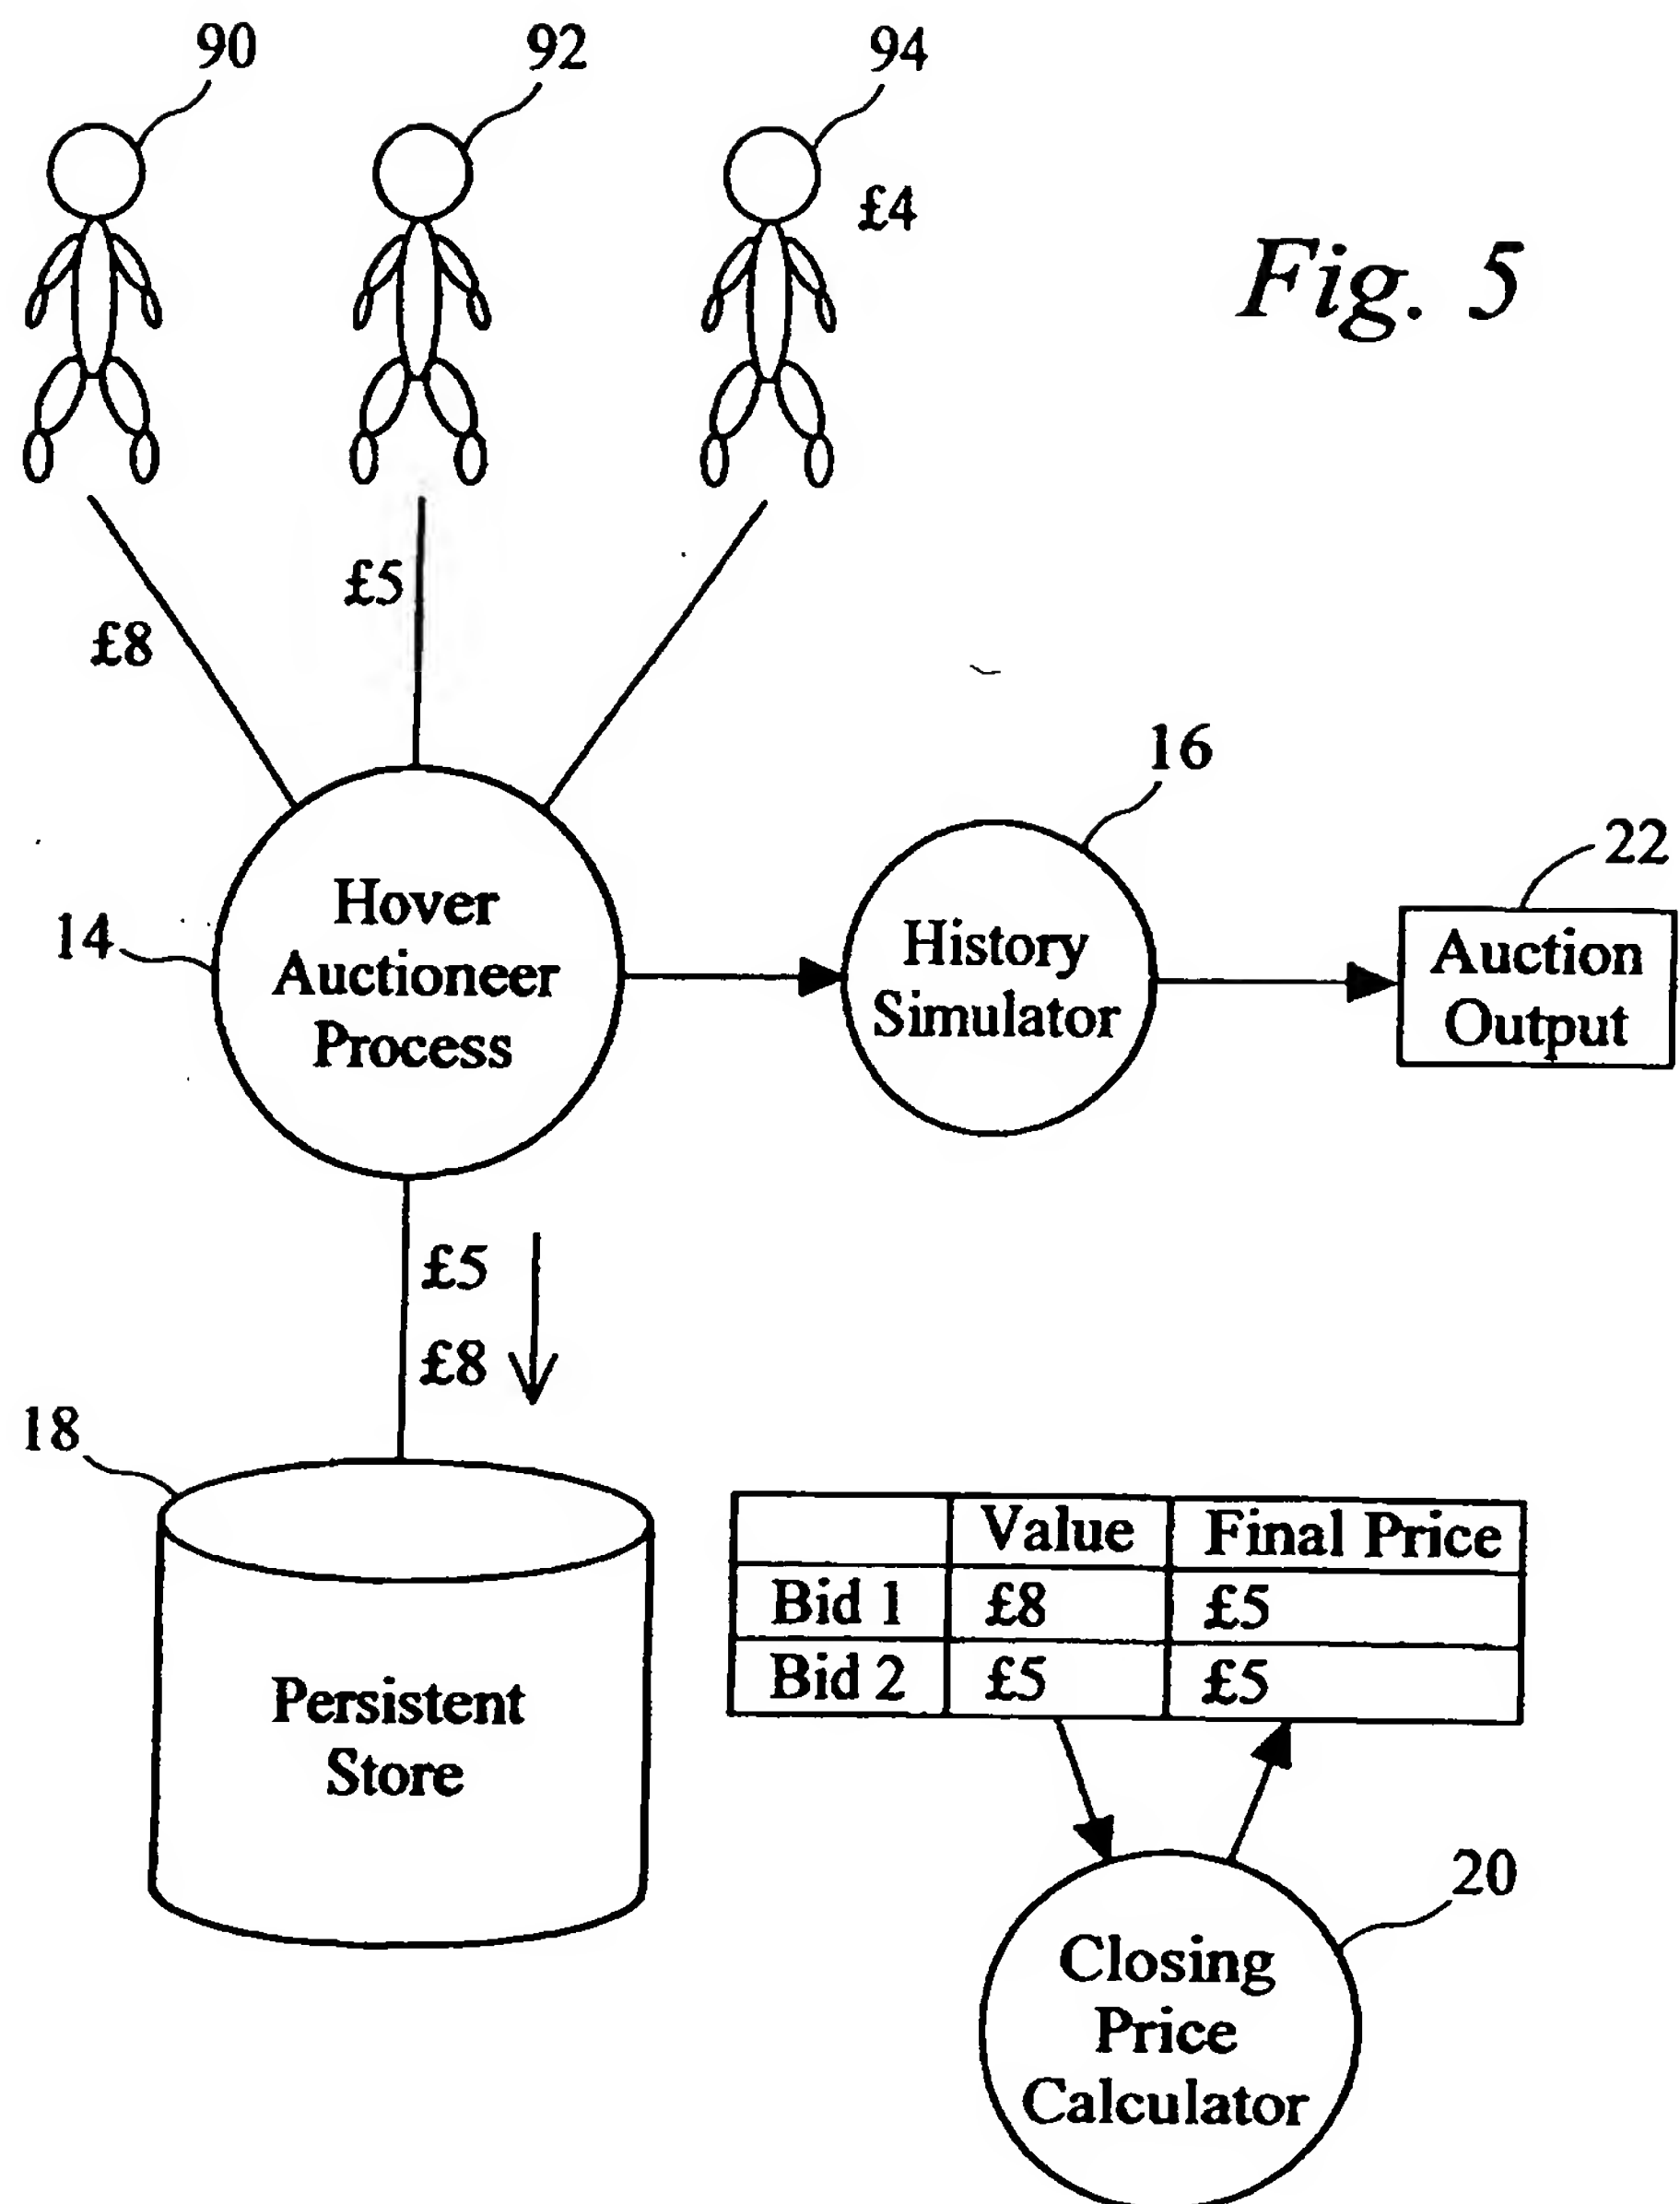 90
92
94
£4
Fig. 5
£5
£8
16
22
14
Hover
Auctioneer
Process
History
Simulator
Auction
Output
£5
£8
18
Persistent
Store
Value Final Price
Bid 1 £8 £5
Bid 2 £5 £5
20
Closing
Price
Calculator